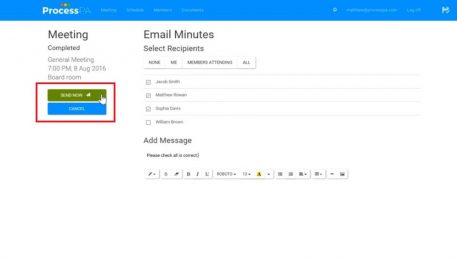 ProcessPA Meeting Schedule Members Documents matthew@processpa.com Log Off
Meeting
Completed
General Meeting
7:00 PM, 8 Aug 2016
Board room
SEND NOW
CANCEL
Email Minutes
Select Recipients
NONE ME MEMBERS ATTENDING ALL
Jacob Smith
Matthew Rowan
Sophia Davis
William Brown
Add Message
Please check all is correct)
B I U ROBOTO 13 A